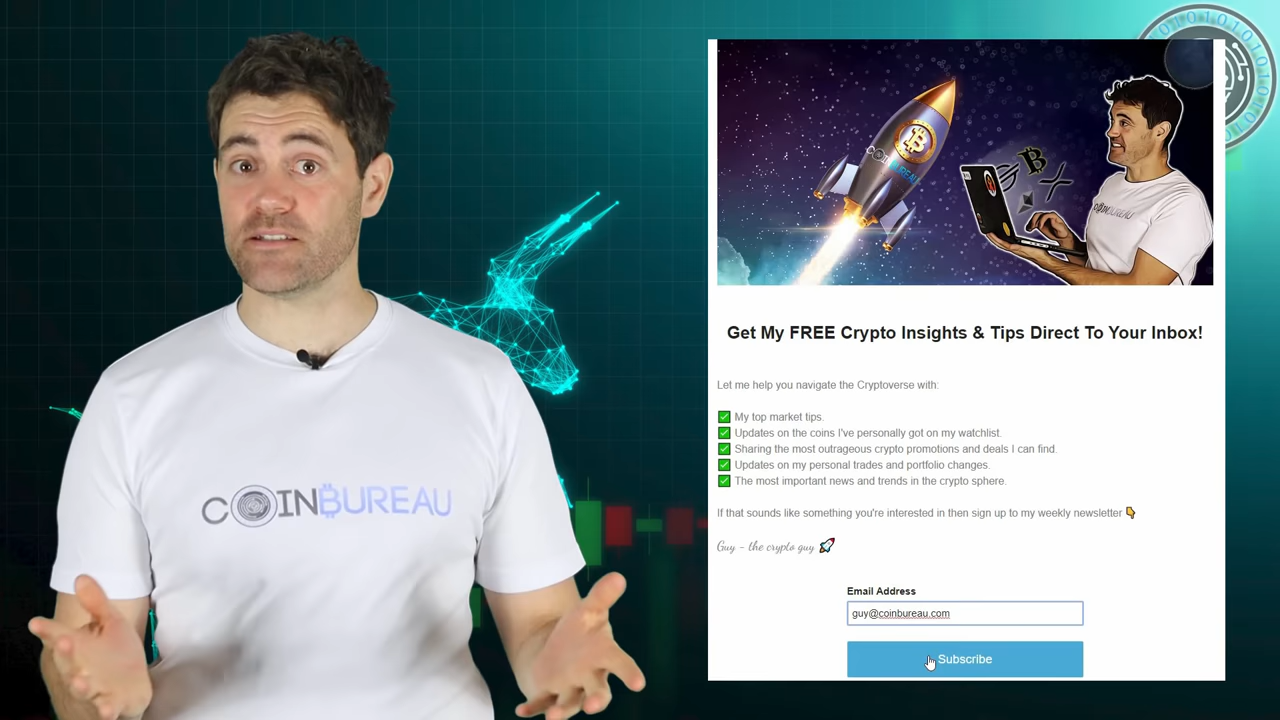 COINBUREAU
COIN BUREAU
COINBUREAU
Get My FREE Crypto Insights & Tips Direct To Your Inbox!
Let me help you navigate the Cryptoverse with:
✅ My top market tips.
✅ Updates on the coins I've personally got on my watchlist.
✅ Sharing the most outrageous crypto promotions and deals I can find.
✅ Updates on my personal trades and portfolio changes.
✅ The most important news and trends in the crypto sphere.
If that sounds like something you're interested in then sign up to my weekly newsletter 👇
Guy - the crypto guy 🚀
Email Address
guy@coinbureau.com
Subscribe